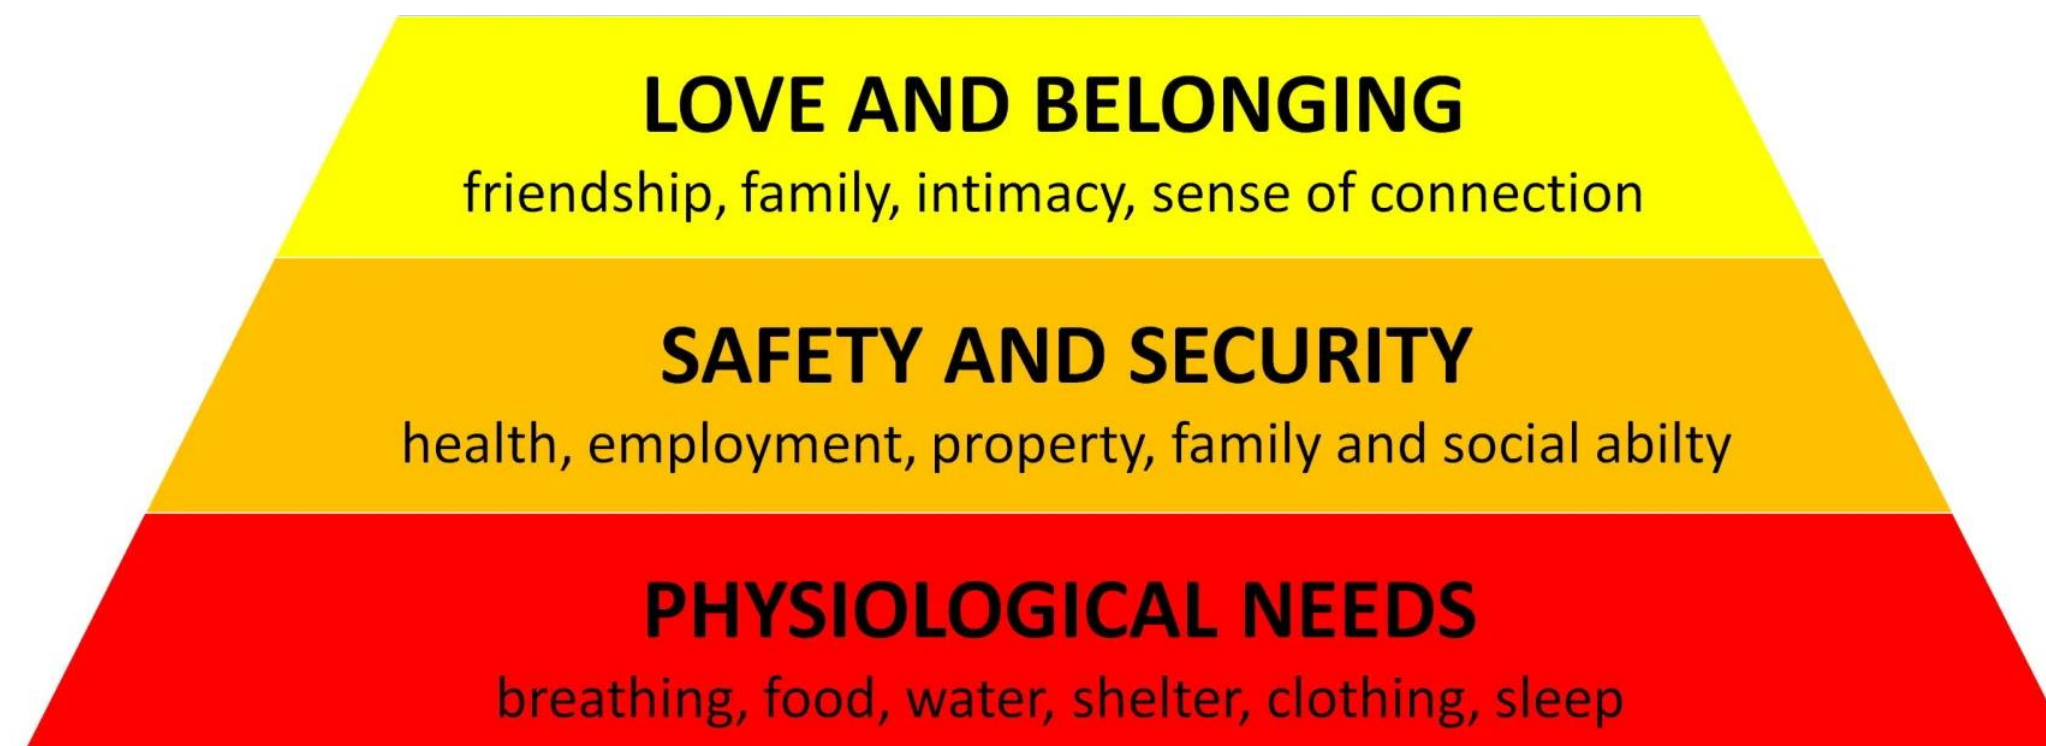 LOVE AND BELONGING
friendship, family, intimacy, sense of connection
SAFETY AND SECURITY
health, employment, property, family and social abilty
PHYSIOLOGICAL NEEDS
breathing, food, water, shelter, clothing, sleep